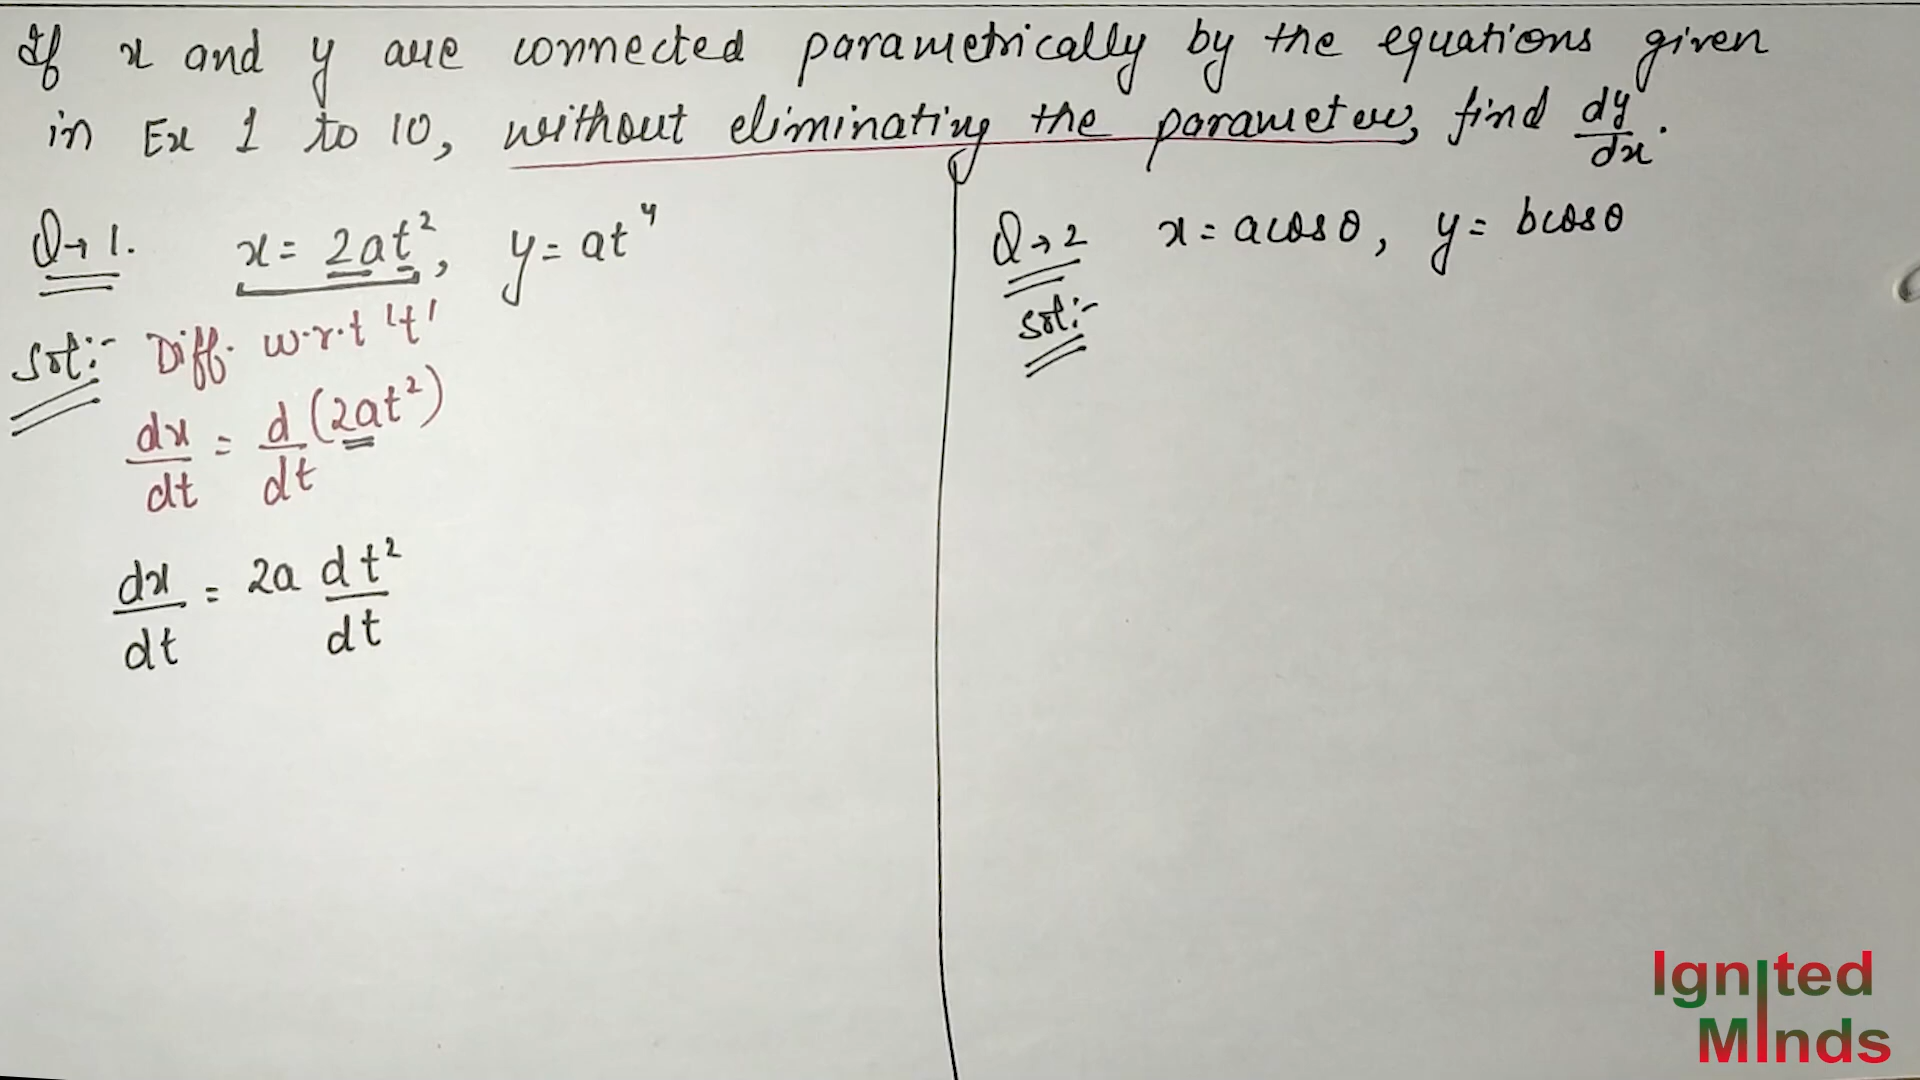 If x and y are connected parametrically by the equations given
in Ex 1 to 10, without eliminating the parameter, find dy/dx.
Q→1. x = 2at², y = at⁴
Sol:- Diff. w.r.t 't'
dx/dt = d/dt (2at²)
dx/dt = 2a dt²/dt
Q→2 x = a cos θ, y = b cos θ
Sol:-
Ignited
Minds